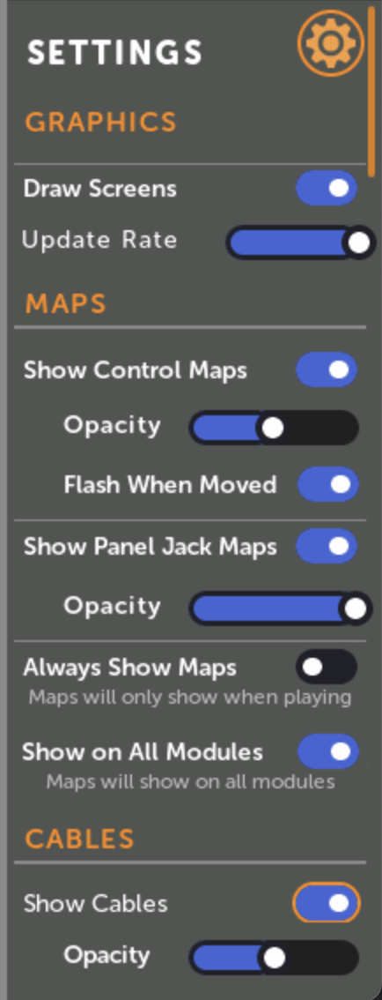 SETTINGS
GRAPHICS
Draw Screens
Update Rate
MAPS
Show Control Maps
Opacity
Flash When Moved
Show Panel Jack Maps
Opacity
Always Show Maps
Maps will only show when playing
Show on All Modules
Maps will show on all modules
CABLES
Show Cables
Opacity